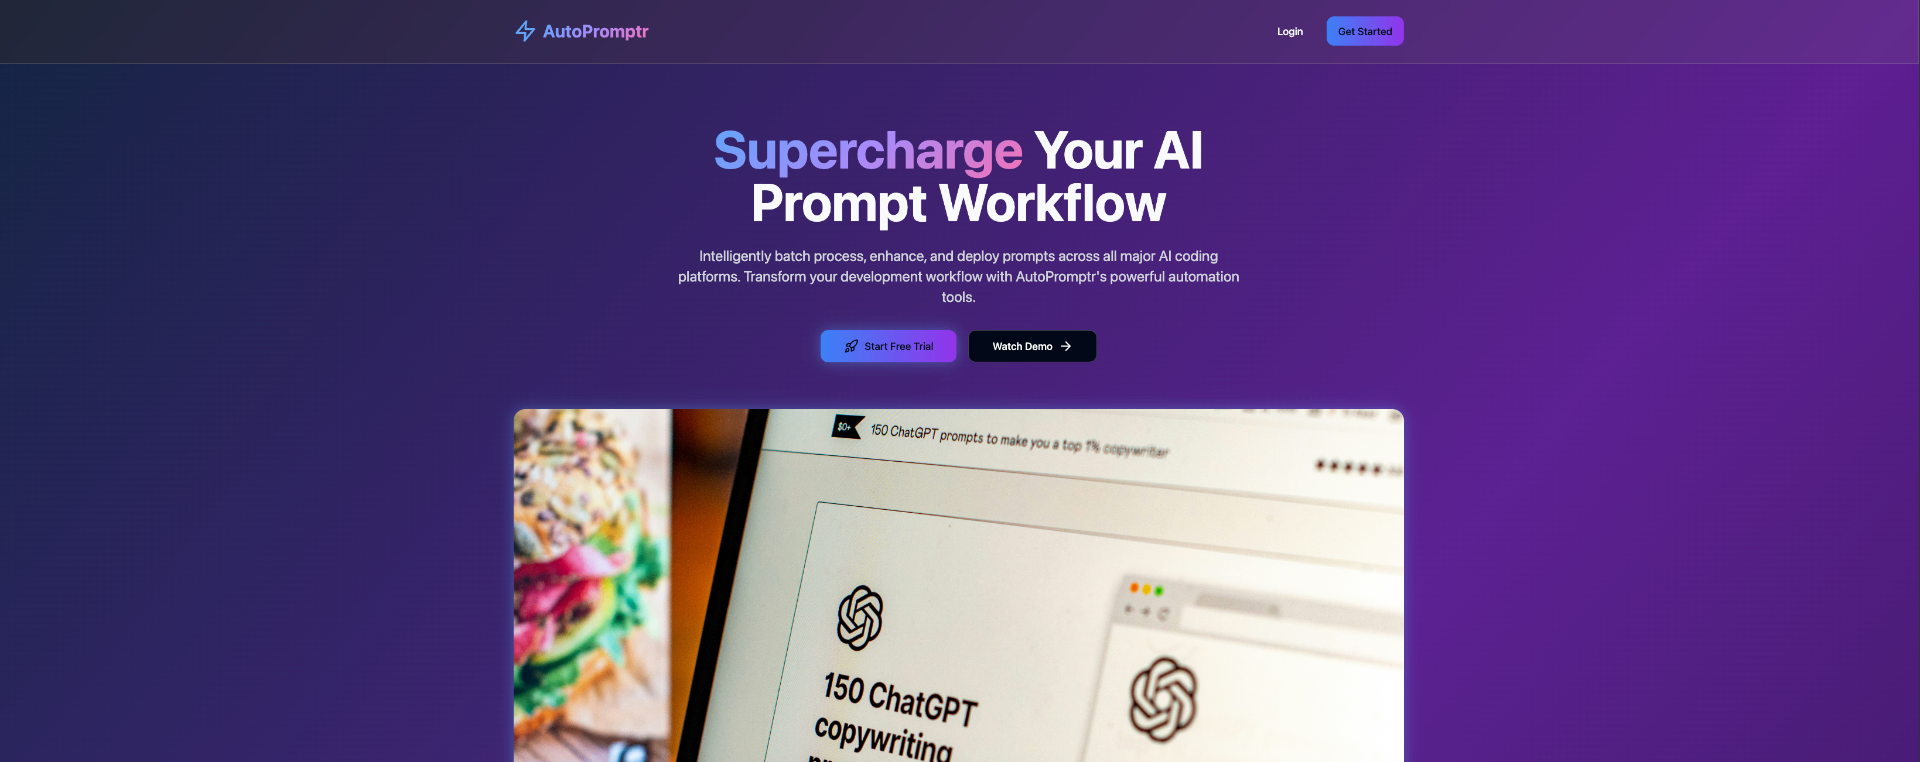 AutoPromptr
Login
Get Started
Supercharge Your AI
Prompt Workflow
Intelligently batch process, enhance, and deploy prompts across all major AI coding
platforms. Transform your development workflow with AutoPromptr's powerful automation
tools.
Start Free Trial
Watch Demo
$0+
150 ChatGPT prompts to make you a top 1% copywriter
150 ChatGPT
copywriting